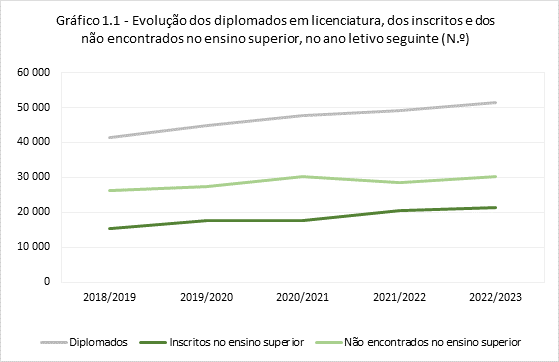 Gráfico 1.1 - Evolução dos diplomados em licenciatura, dos inscritos e dos
não encontrados no ensino superior, no ano letivo seguinte (N.º)
60 000
50 000
40 000
30 000
20 000
10 000
0
2018/2019 2019/2020 2020/2021 2021/2022 2022/2023
Diplomados Inscritos no ensino superior Não encontrados no ensino superior